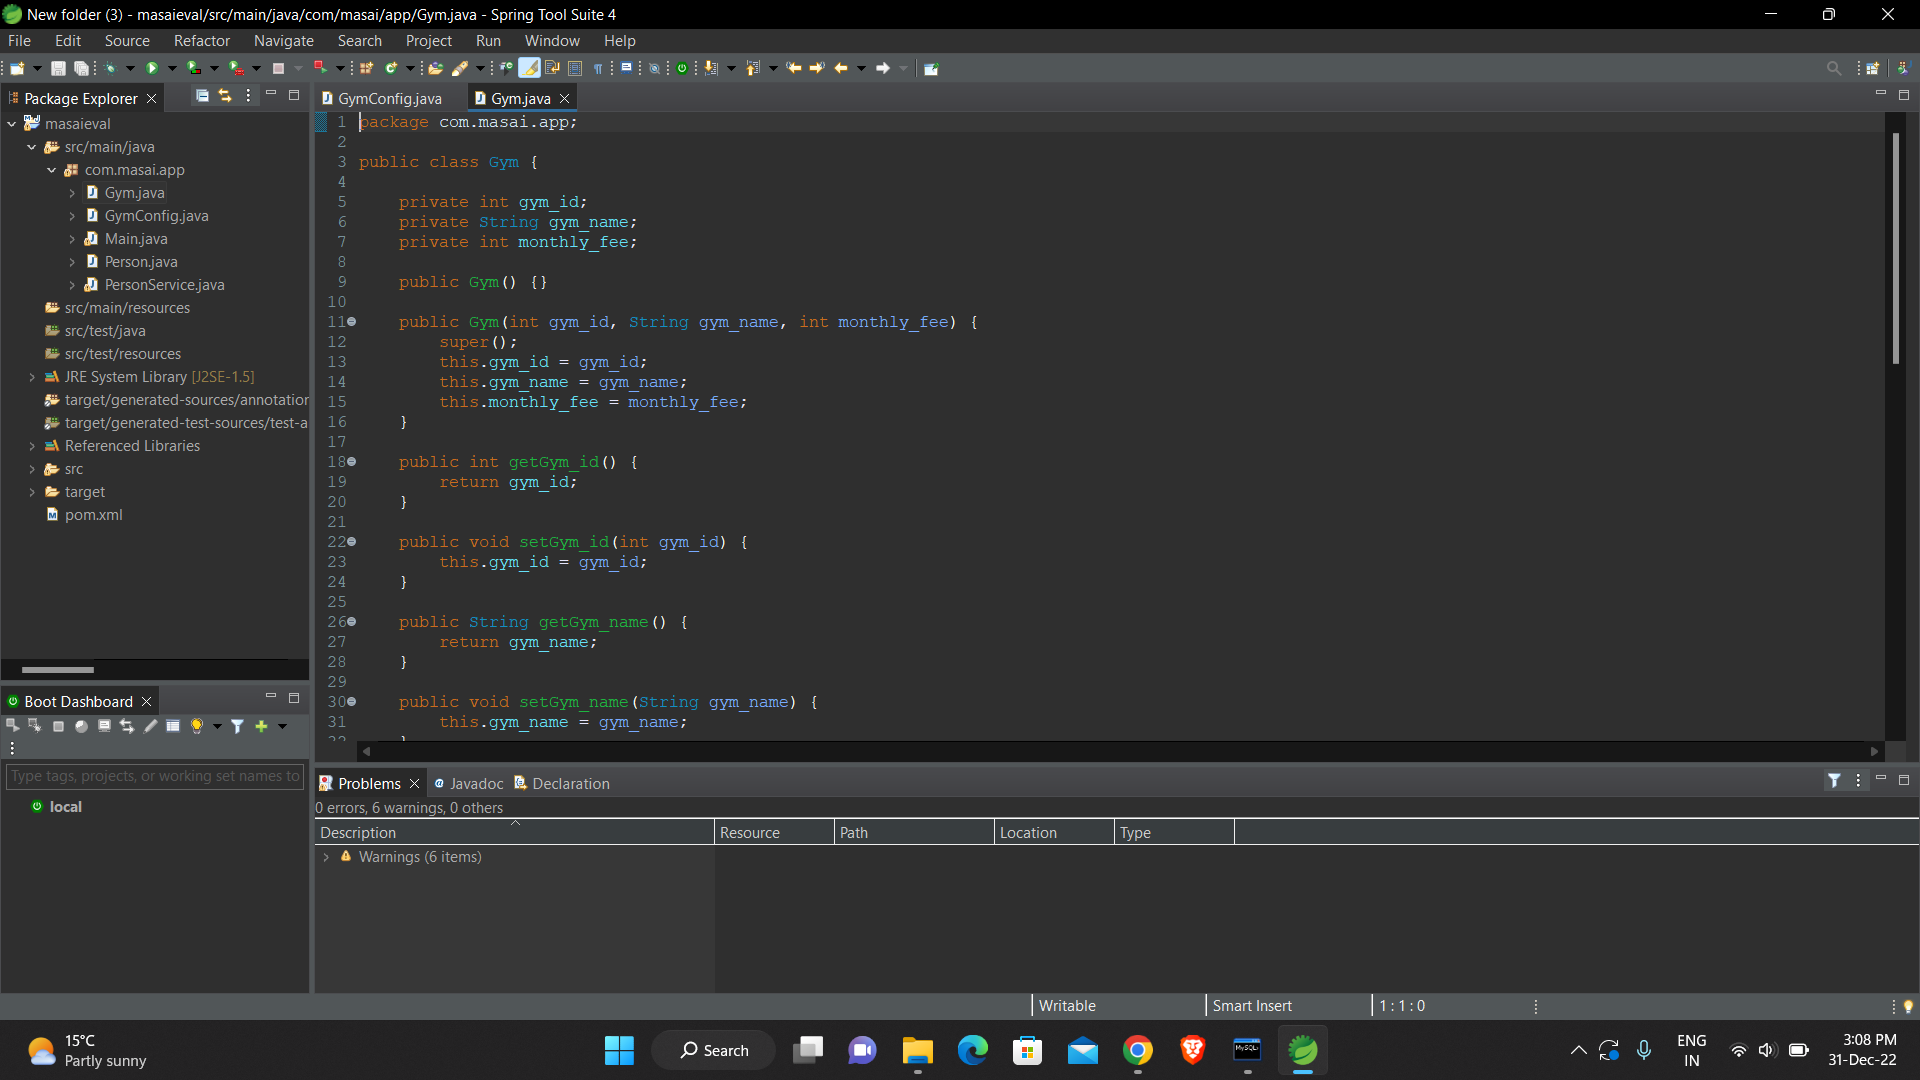 New folder (3) - masaieval/src/main/java/com/masai/app/Gym.java - Spring Tool Suite 4
File Edit Source Refactor Navigate Search Project Run Window Help
Package Explorer
masaieval
src/main/java
com.masai.app
Gym.java
GymConfig.java
Main.java
Person.java
PersonService.java
src/main/resources
src/test/java
src/test/resources
JRE System Library [J2SE-1.5]
target/generated-sources/annotation
target/generated-test-sources/test-a
Referenced Libraries
src
target
pom.xml
Boot Dashboard
Type tags, projects, or working set names to
local
GymConfig.java Gym.java
1 package com.masai.app;
2
3 public class Gym {
4
5 private int gym_id;
6 private String gym_name;
7 private int monthly_fee;
8
9 public Gym() {}
10
11 public Gym(int gym_id, String gym_name, int monthly_fee) {
12 super();
13 this.gym_id = gym_id;
14 this.gym_name = gym_name;
15 this.monthly_fee = monthly_fee;
16 }
17
18 public int getGym_id() {
19 return gym_id;
20 }
21
22 public void setGym_id(int gym_id) {
23 this.gym_id = gym_id;
24 }
25
26 public String getGym_name() {
27 return gym_name;
28 }
29
30 public void setGym_name(String gym_name) {
31 this.gym_name = gym_name;
32 }
Problems Javadoc Declaration
0 errors, 6 warnings, 0 others
Description Resource Path Location Type
Warnings (6 items)
Writable Smart Insert 1 : 1 : 0
15°C
Partly sunny
Search
MySQL
ENG
IN
3:08 PM
31-Dec-22